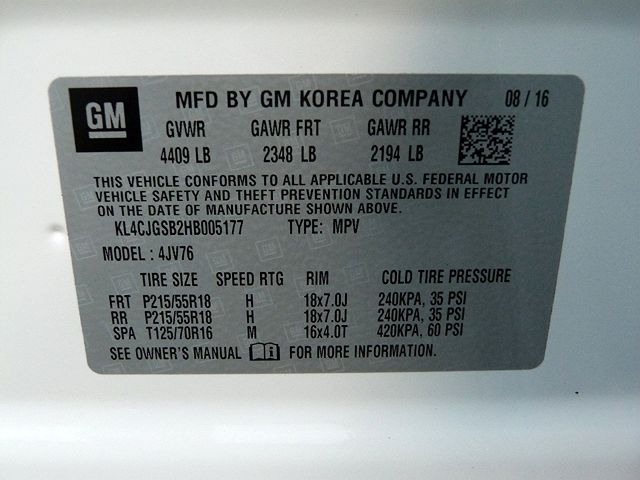 GM MFD BY GM KOREA COMPANY 08 / 16
GVWR GAWR FRT GAWR RR
4409 LB 2348 LB 2194 LB
THIS VEHICLE CONFORMS TO ALL APPLICABLE U.S. FEDERAL MOTOR
VEHICLE SAFETY AND THEFT PREVENTION STANDARDS IN EFFECT
ON THE DATE OF MANUFACTURE SHOWN ABOVE.
KL4CJGSB2HB005177 TYPE: MPV
MODEL : 4JV76
TIRE SIZE SPEED RTG RIM COLD TIRE PRESSURE
FRT P215/55R18 H 18x7.0J 240KPA, 35 PSI
RR P215/55R18 H 18x7.0J 240KPA, 35 PSI
SPA T125/70R16 M 16x4.0T 420KPA, 60 PSI
SEE OWNER'S MANUAL FOR MORE INFORMATION.